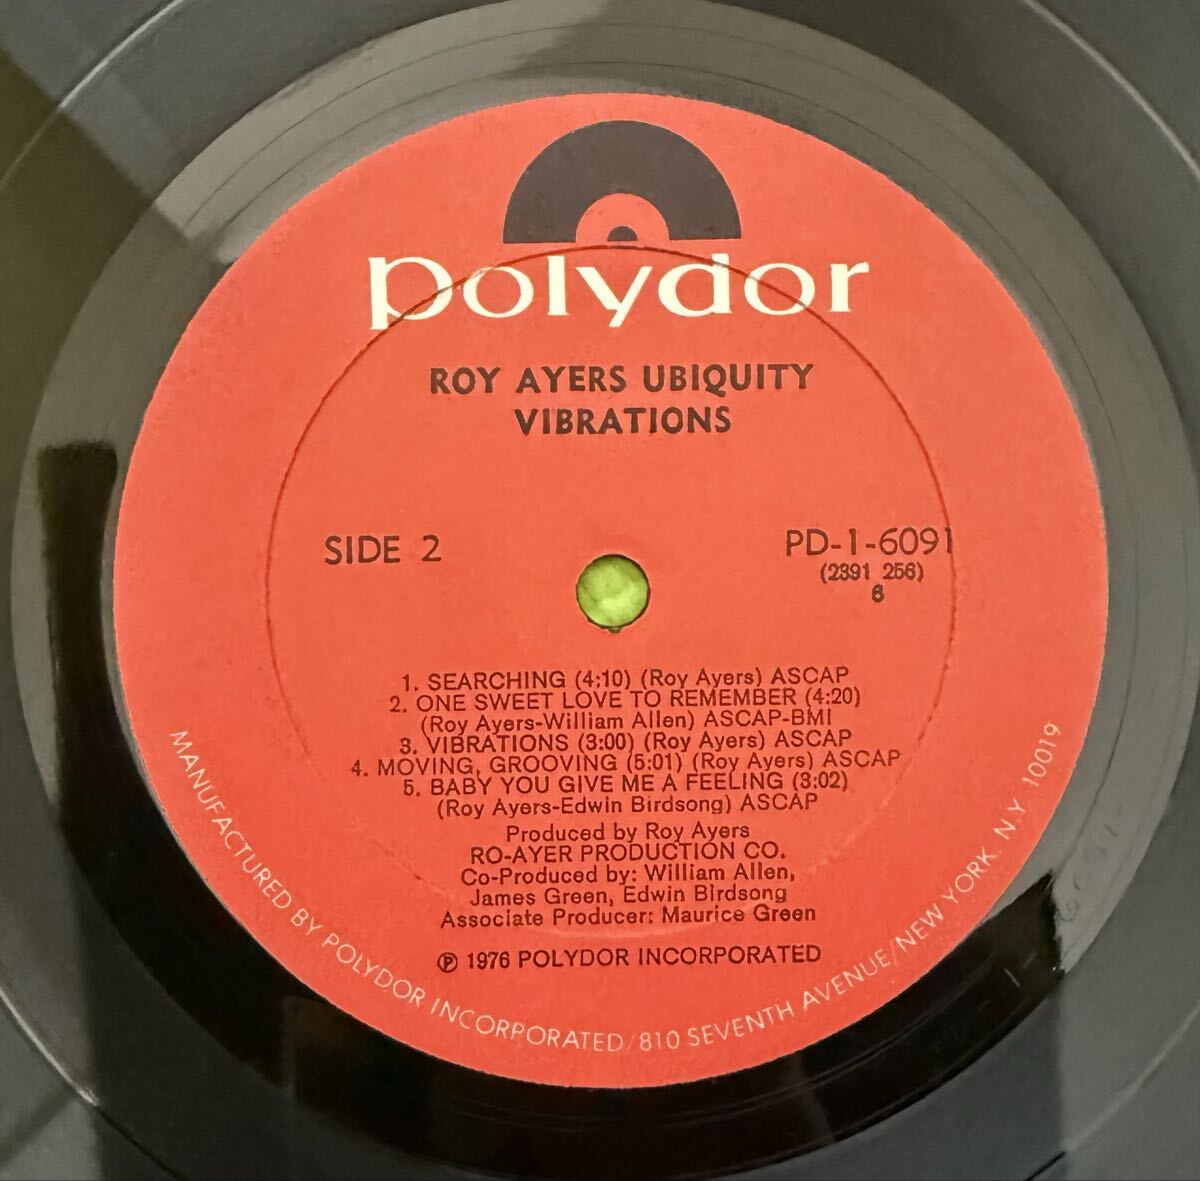 polydor
ROY AYERS UBIQUITY
VIBRATIONS
SIDE 2
PD-1-6091
(2391 256)
8
1. SEARCHING (4:10) (Roy Ayers) ASCAP
2. ONE SWEET LOVE TO REMEMBER (4:20)
(Roy Ayers-William Allen) ASCAP-BMI
3. VIBRATIONS (3:00) (Roy Ayers) ASCAP
4. MOVING, GROOVING (5:01) (Roy Ayers) ASCAP
5. BABY YOU GIVE ME A FEELING (3:02)
(Roy Ayers-Edwin Birdsong) ASCAP
Produced by Roy Ayers
RO-AYER PRODUCTION CO.
Co-Produced by: William Allen,
James Green, Edwin Birdsong
Associate Producer: Maurice Green
℗ 1976 POLYDOR INCORPORATED
MANUFACTURED BY POLYDOR INCORPORATED/810 SEVENTH AVENUE/NEW YORK. N.Y 10019